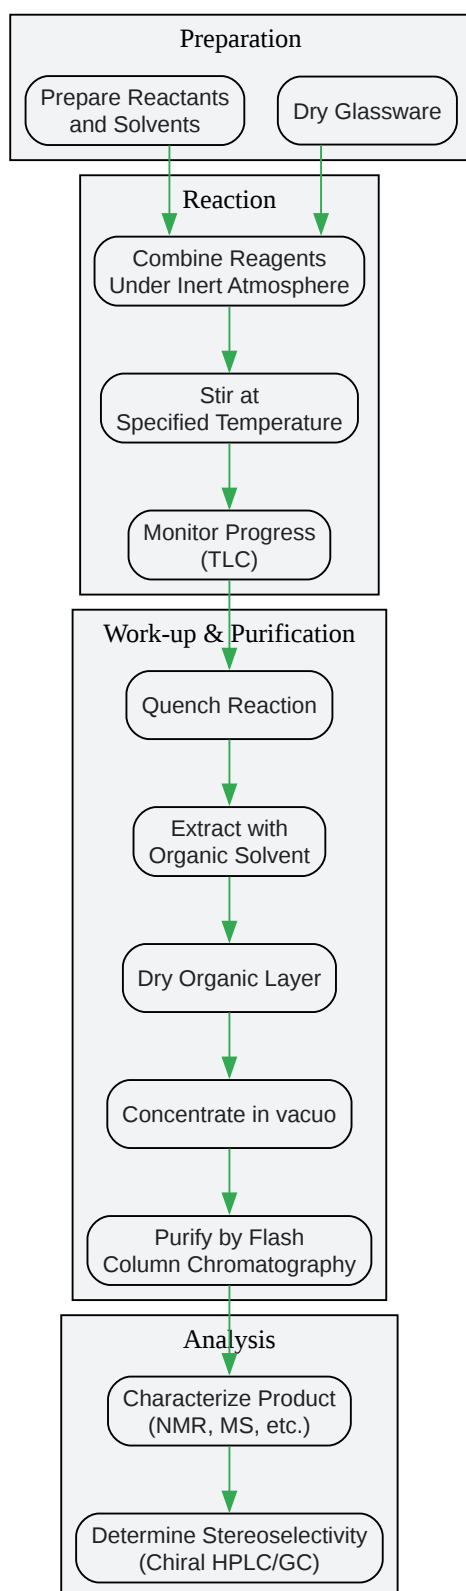 Preparation
Prepare Reactants
and Solvents
Dry Glassware
Reaction
Combine Reagents
Under Inert Atmosphere
Stir at
Specified Temperature
Monitor Progress
(TLC)
Work-up & Purification
Quench Reaction
Extract with
Organic Solvent
Dry Organic Layer
Concentrate in vacuo
Purify by Flash
Column Chromatography
Analysis
Characterize Product
(NMR, MS, etc.)
Determine Stereoselectivity
(Chiral HPLC/GC)